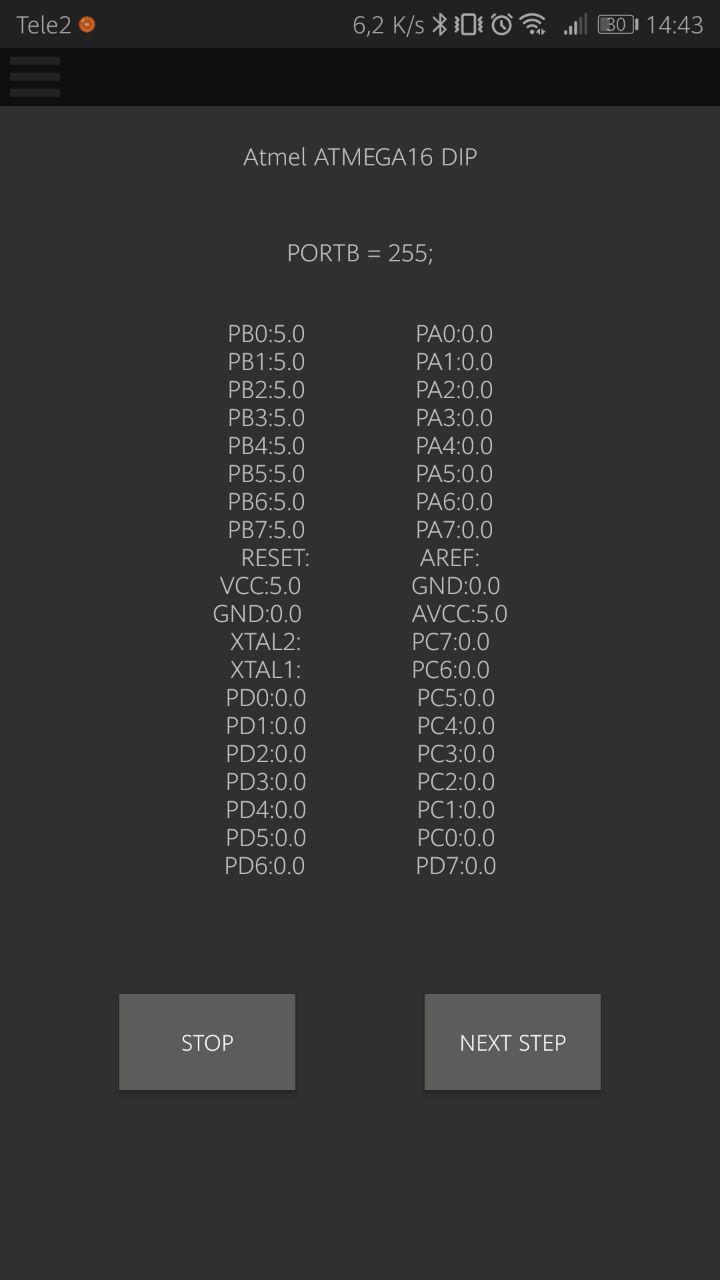 Tele2 6,2 K/s 30 14:43
Atmel ATMEGA16 DIP
PORTB = 255;
PB0:5.0 PA0:0.0
PB1:5.0 PA1:0.0
PB2:5.0 PA2:0.0
PB3:5.0 PA3:0.0
PB4:5.0 PA4:0.0
PB5:5.0 PA5:0.0
PB6:5.0 PA6:0.0
PB7:5.0 PA7:0.0
RESET: AREF:
VCC:5.0 GND:0.0
GND:0.0 AVCC:5.0
XTAL2: PC7:0.0
XTAL1: PC6:0.0
PD0:0.0 PC5:0.0
PD1:0.0 PC4:0.0
PD2:0.0 PC3:0.0
PD3:0.0 PC2:0.0
PD4:0.0 PC1:0.0
PD5:0.0 PC0:0.0
PD6:0.0 PD7:0.0
STOP NEXT STEP